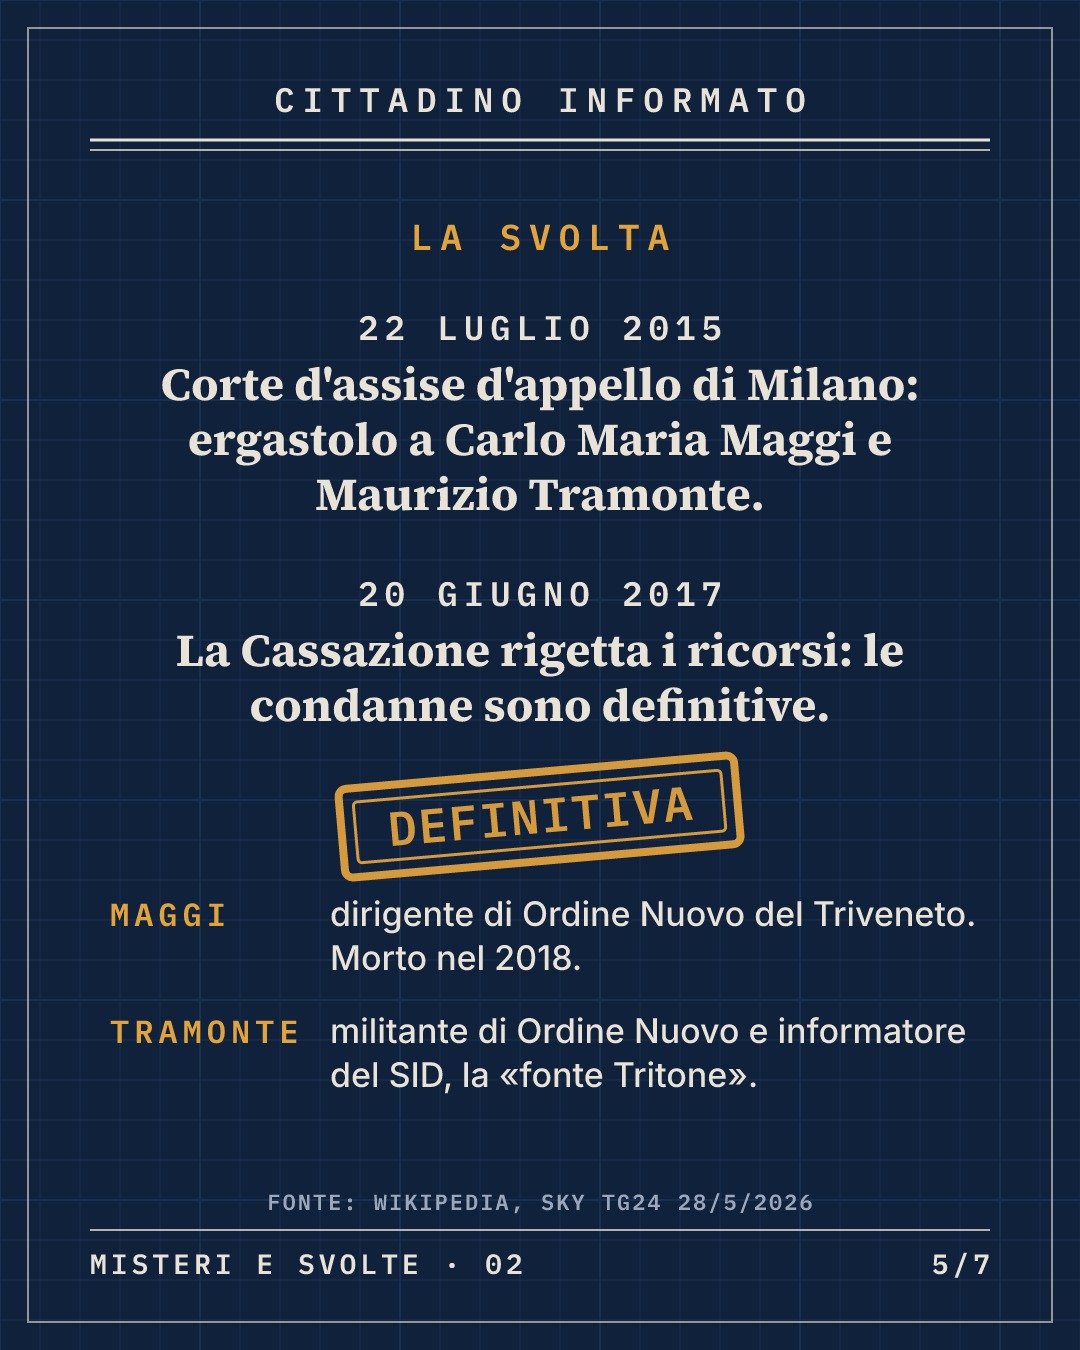 CITTADINO INFORMATO
LA SVOLTA
22 LUGLIO 2015
Corte d'assise d'appello di Milano:
ergastolo a Carlo Maria Maggi e
Maurizio Tramonte.
20 GIUGNO 2017
La Cassazione rigetta i ricorsi: le
condanne sono definitive.
DEFINITIVA
MAGGI dirigente di Ordine Nuovo del Triveneto.
Morto nel 2018.
TRAMONTE militante di Ordine Nuovo e informatore
del SID, la «fonte Tritone».
FONTE: WIKIPEDIA, SKY TG24 28/5/2026
MISTERI E SVOLTE · 02 5/7